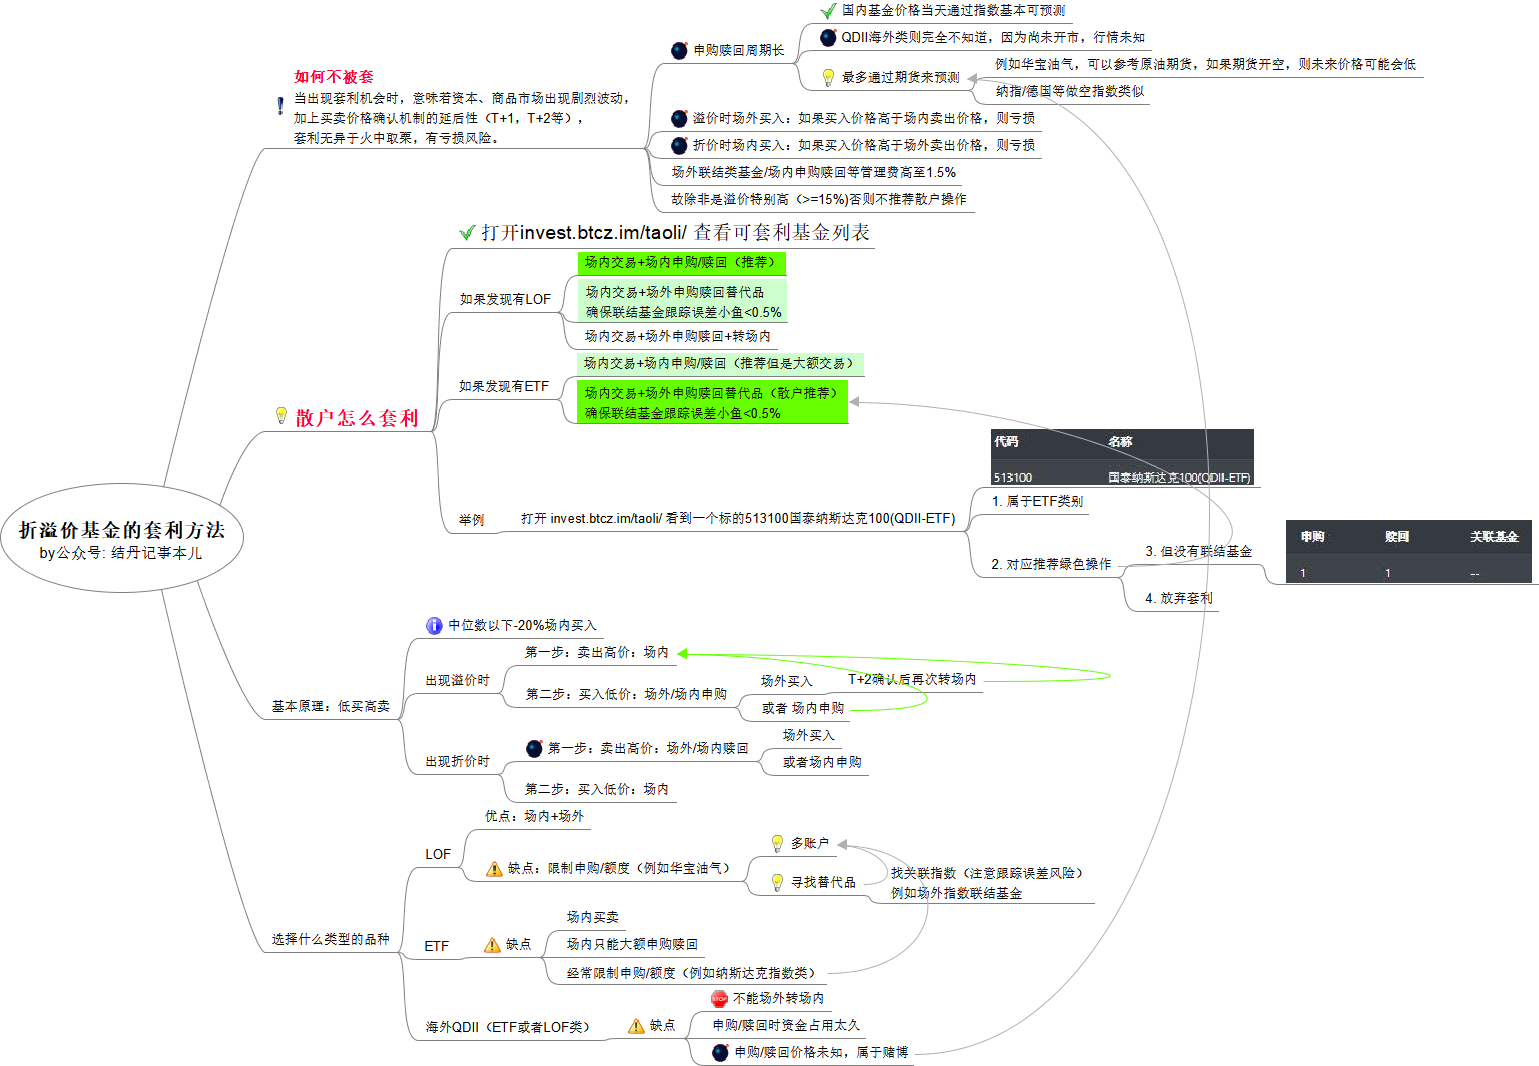 折溢价基金的套利方法
by公众号: 结丹记事本儿
如何不被套
当出现套利机会时，意味若资本、商品市场出现剧烈波动，
加上买卖价格确认机制的延后性（T+1，T+2等），
套利无异于火中取栗，有亏损风险。
申购赎回周期长
国内基金价格当天通过指数基本可预测
QDII海外类则完全不知道，因为尚未开市，行情未知
最多通过期货来预测
例如华宝油气，可以参考原油期货，如果期货开空，则未来价格可能会低
纳指/德国等做空指数类似
溢价时场外买入：如果买入价格高于场内卖出价格，则亏损
折价时场内买入：如果买入价格高于场外卖出价格，则亏损
场外联结类基金/场内申购赎回等管理费高至1.5%
故除非是溢价特别高（>=15%)否则不推荐散户操作
散户怎么套利
打开invest.btcz.im/taoli/ 查看可套利基金列表
如果发现有LOF
场内交易+场内申购/赎回（推荐）
场内交易+场外申购赎回替代品
确保联结基金跟踪误差小鱼<0.5%
场内交易+场外申购赎回+转场内
如果发现有ETF
场内交易+场内申购/赎回（推荐但是大额交易）
场内交易+场外申购赎回替代品（散户推荐）
确保联结基金跟踪误差小鱼<0.5%
举例
打开 invest.btcz.im/taoli/ 看到一个标的513100国泰纳斯达克100(QDII-ETF)
代码 名称
513100 国泰纳斯达克100(QDII-ETF)
1. 属于ETF类别
2. 对应推荐绿色操作
3. 但没有联结基金
申购 赎回 关联基金
1 1 --
4. 放弃套利
基本原理：低买高卖
中位数以下-20%场内买入
出现溢价时
第一步：卖出高价：场内
第二步：买入低价：场外/场内申购
场外买入
T+2确认后再次转场内
或者 场内申购
出现折价时
第一步：卖出高价：场外/场内赎回
场外买入
或者场内申购
第二步：买入低价：场内
选择什么类型的品种
LOF
优点：场内+场外
缺点：限制申购/额度（例如华宝油气）
多账户
寻找替代品
找关联指数（注意跟踪误差风险）
例如场外指数联结基金
ETF
缺点
场内买卖
场内只能大额申购赎回
经常限制申购/额度（例如纳斯达克指数类）
海外QDII（ETF或者LOF类）
缺点
STOP
不能场外转场内
申购/赎回时资金占用太久
申购/赎回价格未知，属于赌博